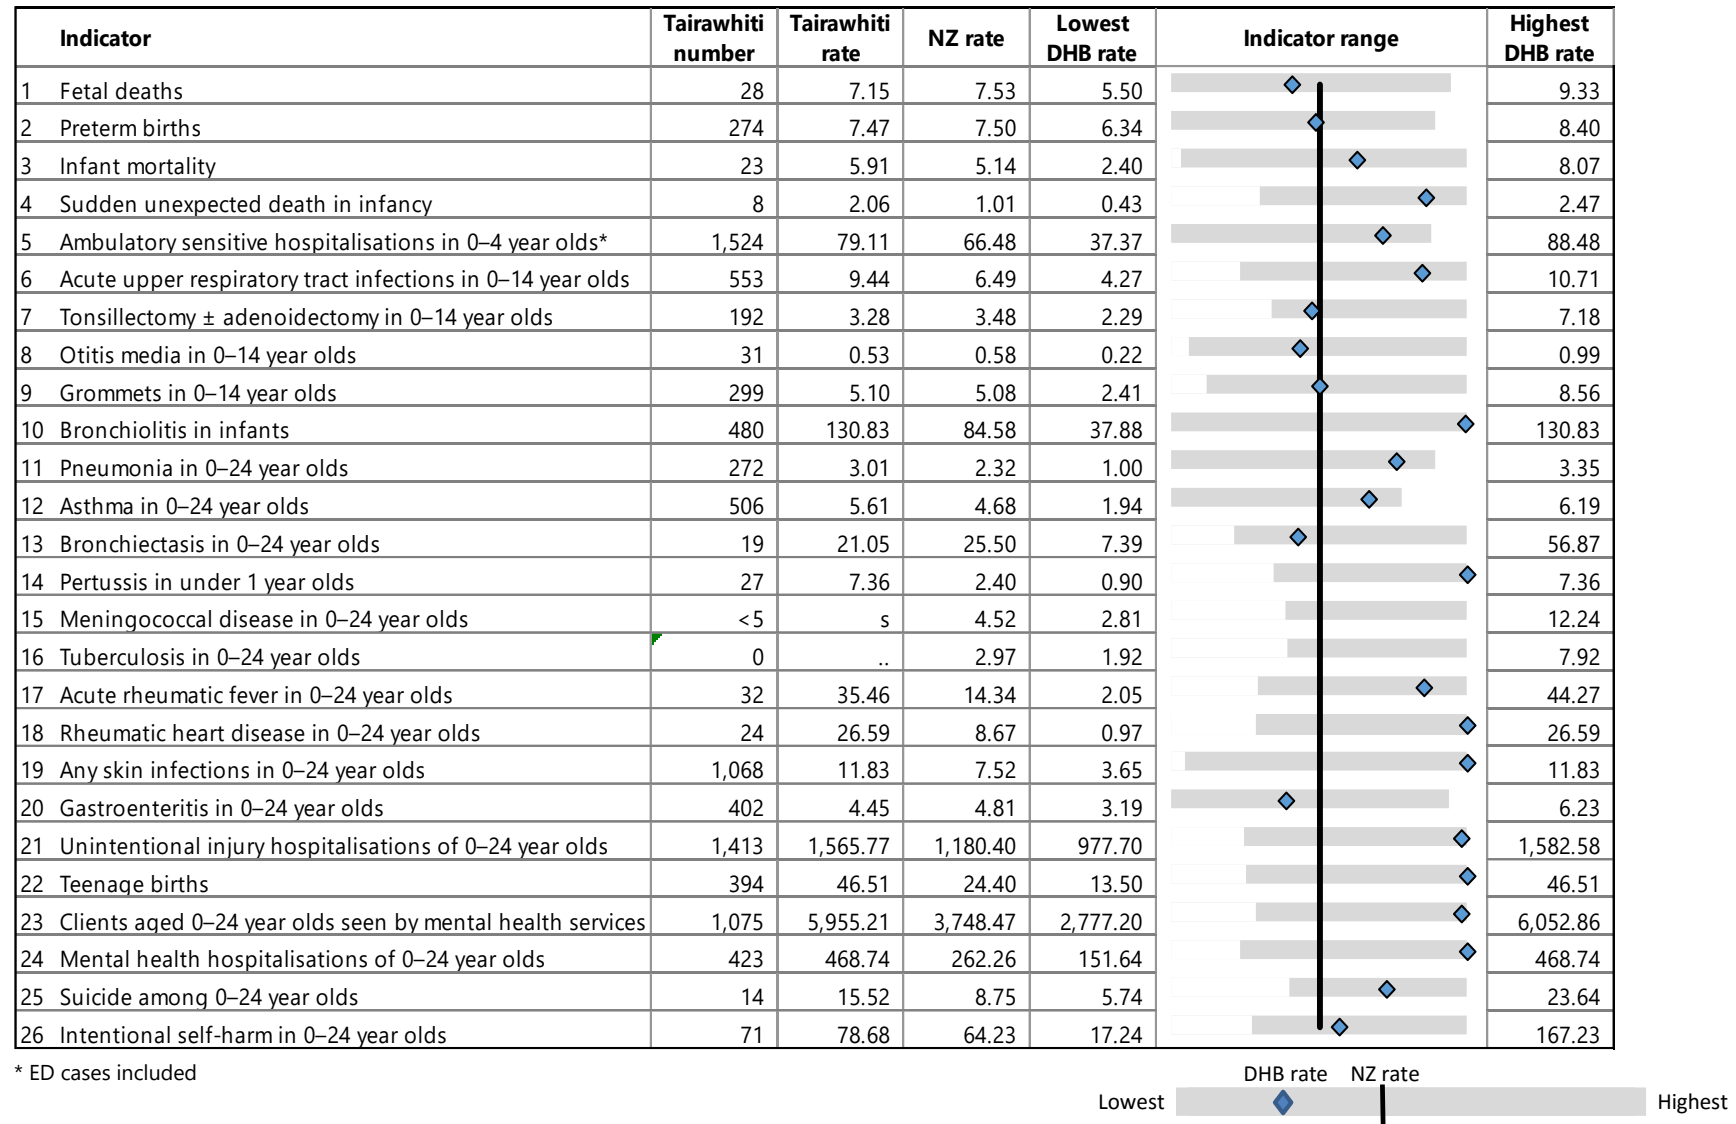 Indicator Tairawhiti number Tairawhiti rate NZ rate Lowest DHB rate Indicator range Highest DHB rate
1 Fetal deaths 28 7.15 7.53 5.50 9.33
2 Preterm births 274 7.47 7.50 6.34 8.40
3 Infant mortality 23 5.91 5.14 2.40 8.07
4 Sudden unexpected death in infancy 8 2.06 1.01 0.43 2.47
5 Ambulatory sensitive hospitalisations in 0–4 year olds* 1,524 79.11 66.48 37.37 88.48
6 Acute upper respiratory tract infections in 0–14 year olds 553 9.44 6.49 4.27 10.71
7 Tonsillectomy ± adenoidectomy in 0–14 year olds 192 3.28 3.48 2.29 7.18
8 Otitis media in 0–14 year olds 31 0.53 0.58 0.22 0.99
9 Grommets in 0–14 year olds 299 5.10 5.08 2.41 8.56
10 Bronchiolitis in infants 480 130.83 84.58 37.88 130.83
11 Pneumonia in 0–24 year olds 272 3.01 2.32 1.00 3.35
12 Asthma in 0–24 year olds 506 5.61 4.68 1.94 6.19
13 Bronchiectasis in 0–24 year olds 19 21.05 25.50 7.39 56.87
14 Pertussis in under 1 year olds 27 7.36 2.40 0.90 7.36
15 Meningococcal disease in 0–24 year olds <5 s 4.52 2.81 12.24
16 Tuberculosis in 0–24 year olds 0 .. 2.97 1.92 7.92
17 Acute rheumatic fever in 0–24 year olds 32 35.46 14.34 2.05 44.27
18 Rheumatic heart disease in 0–24 year olds 24 26.59 8.67 0.97 26.59
19 Any skin infections in 0–24 year olds 1,068 11.83 7.52 3.65 11.83
20 Gastroenteritis in 0–24 year olds 402 4.45 4.81 3.19 6.23
21 Unintentional injury hospitalisations of 0–24 year olds 1,413 1,565.77 1,180.40 977.70 1,582.58
22 Teenage births 394 46.51 24.40 13.50 46.51
23 Clients aged 0–24 year olds seen by mental health services 1,075 5,955.21 3,748.47 2,777.20 6,052.86
24 Mental health hospitalisations of 0–24 year olds 423 468.74 262.26 151.64 468.74
25 Suicide among 0–24 year olds 14 15.52 8.75 5.74 23.64
26 Intentional self-harm in 0–24 year olds 71 78.68 64.23 17.24 167.23
* ED cases included
DHB rate NZ rate
Lowest Highest